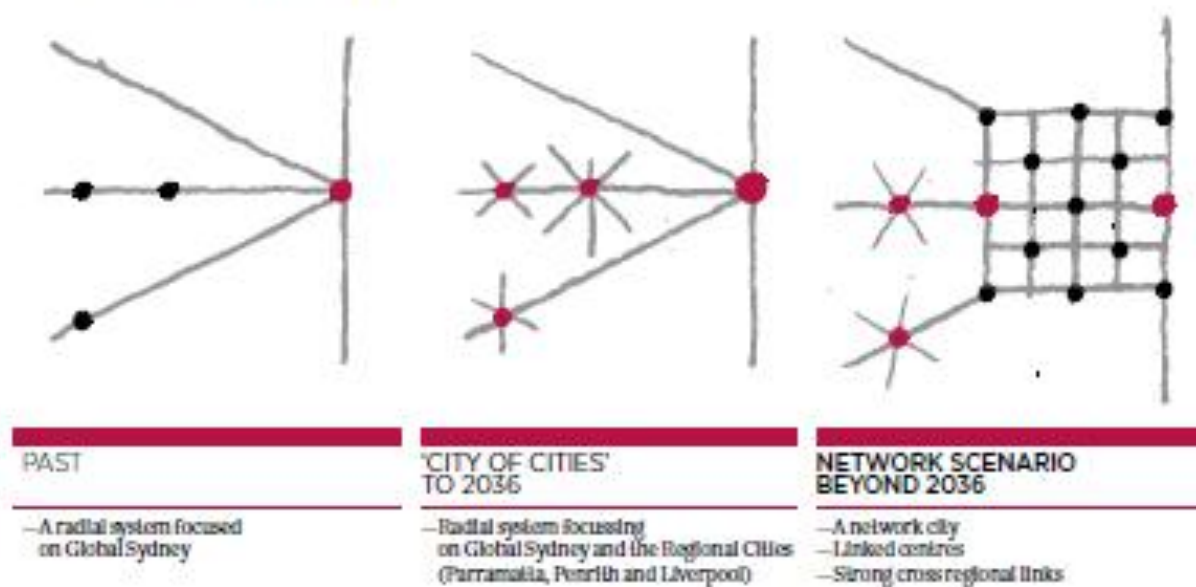 PAST
—A radial system focused
on Global Sydney
'CITY OF CITIES'
TO 2036
—Radial system focussing
on Global Sydney and the Regional Cities
(Parramatta, Penrith and Liverpool)
NETWORK SCENARIO
BEYOND 2036
—A network city
—Linked centres
—Strong cross regional links